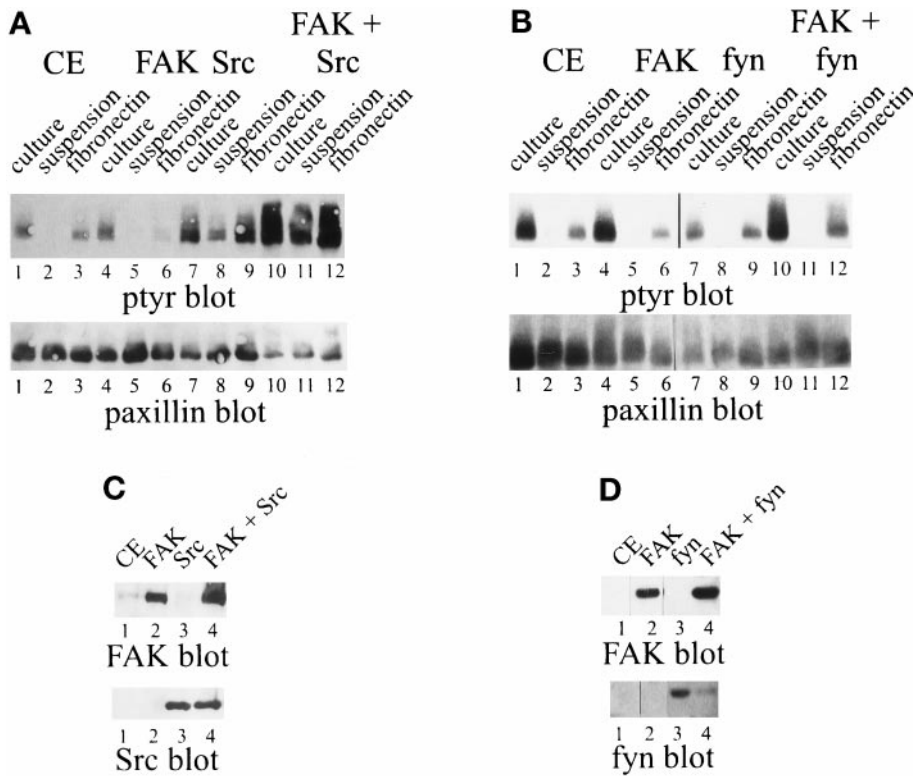 A
CE FAK Src FAK + Src
culture suspension fibronectin culture suspension fibronectin culture suspension fibronectin culture suspension fibronectin
1 2 3 4 5 6 7 8 9 10 11 12
ptyr blot
1 2 3 4 5 6 7 8 9 10 11 12
paxillin blot
B
CE FAK fyn FAK + fyn
culture suspension fibronectin culture suspension fibronectin culture suspension fibronectin culture suspension fibronectin
1 2 3 4 5 6 7 8 9 10 11 12
ptyr blot
1 2 3 4 5 6 7 8 9 10 11 12
paxillin blot
C
CE FAK Src FAK + Src
1 2 3 4
FAK blot
1 2 3 4
Src blot
D
CE FAK fyn FAK + fyn
1 2 3 4
FAK blot
1 2 3 4
fyn blot